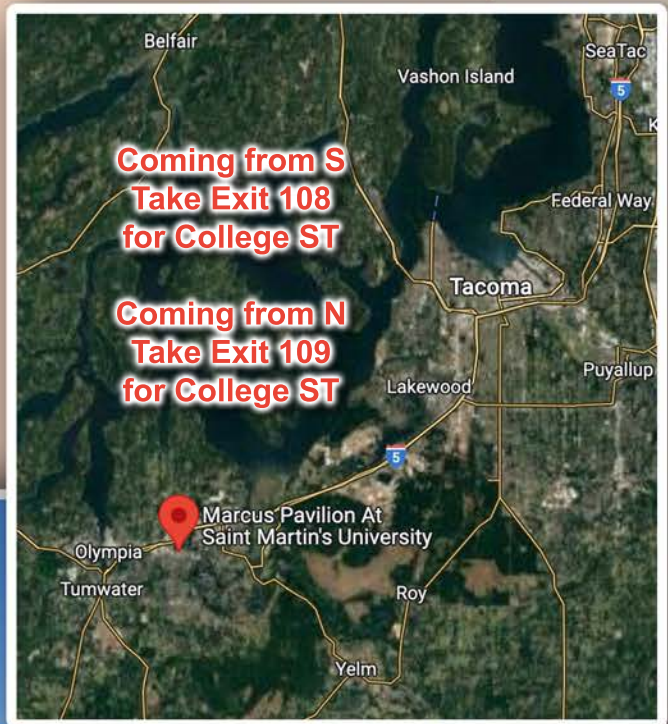 Belfair
SeaTac
5
Vashon Island
K
Coming from S
Take Exit 108
for College ST
Federal Way
Tacoma
Coming from N
Take Exit 109
for College ST
Puyallup
Lakewood
5
Marcus Pavilion At
Saint Martin's University
Olympia
Tumwater
Roy
Yelm